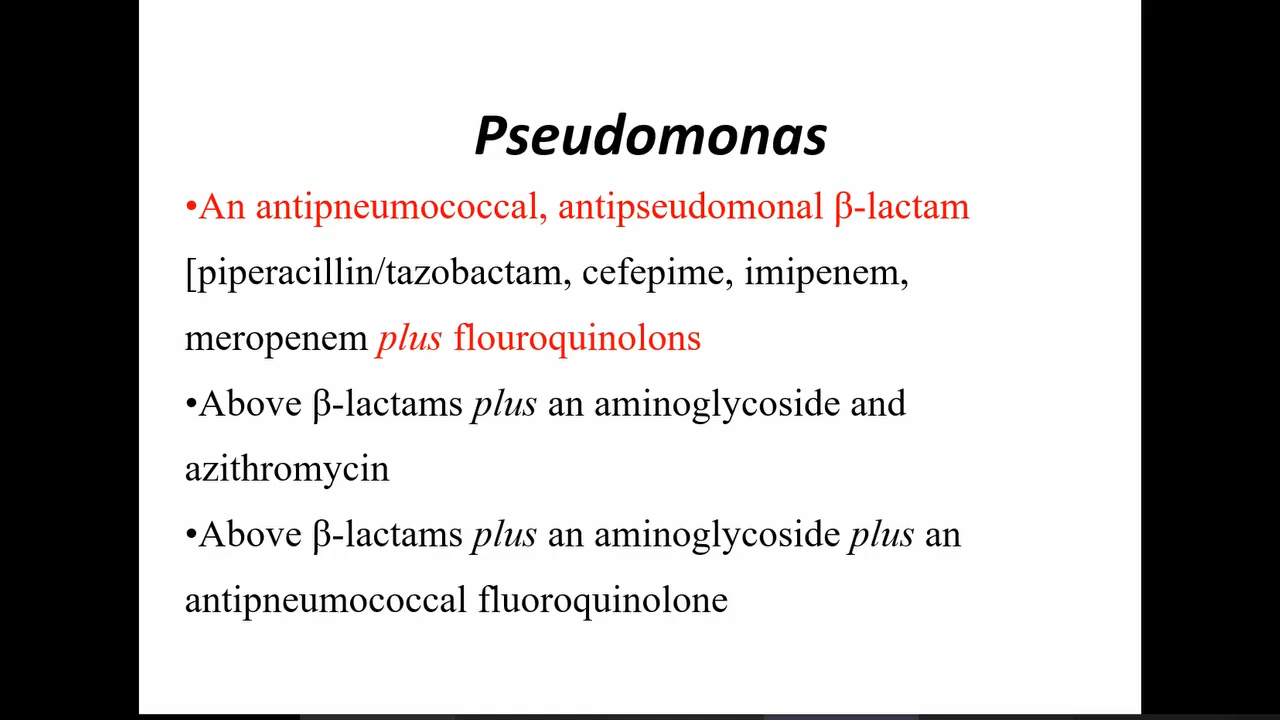 Pseudomonas
•An antipneumococcal, antipseudomonal β-lactam
[piperacillin/tazobactam, cefepime, imipenem,
meropenem plus flouroquinolons
•Above β-lactams plus an aminoglycoside and
azithromycin
•Above β-lactams plus an aminoglycoside plus an
antipneumococcal fluoroquinolone